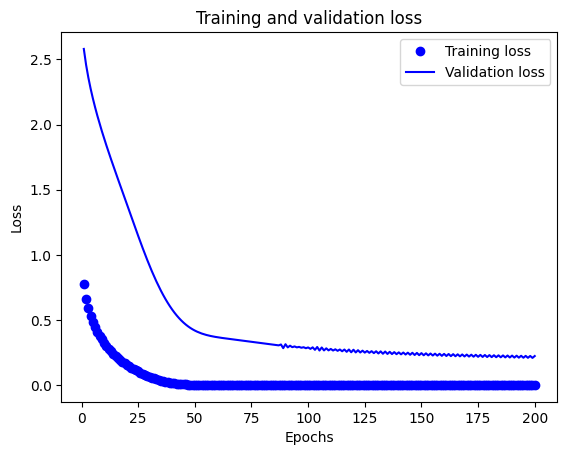 Training and validation loss
Training loss
Validation loss
Loss
2.5
2.0
1.5
1.0
0.5
0.0
0 25 50 75 100 125 150 175 200
Epochs